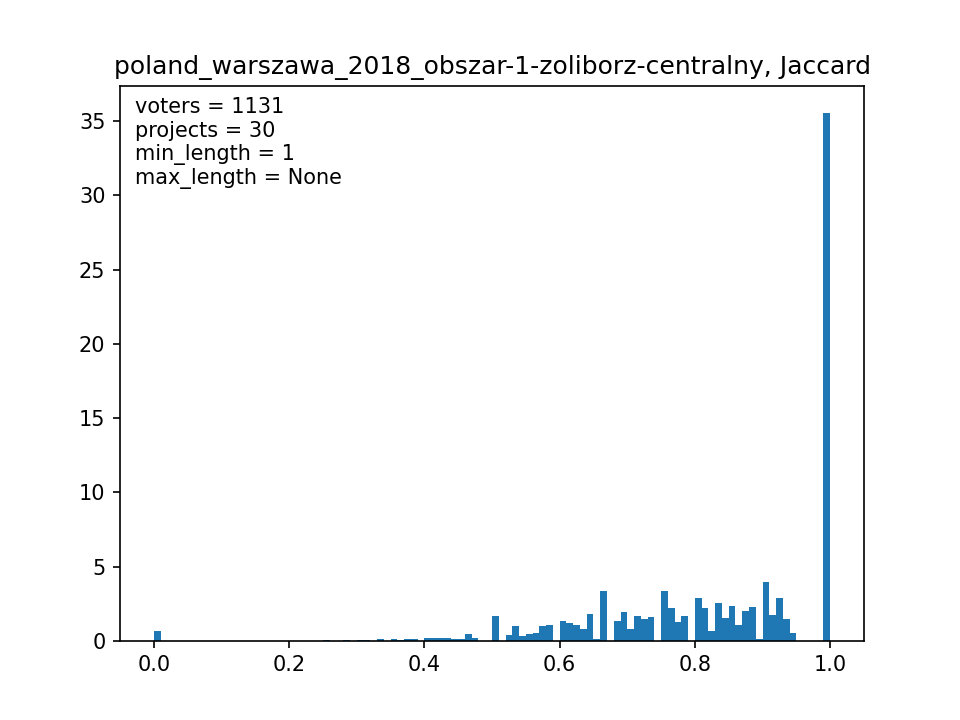 poland_warszawa_2018_obszar-1-zoliborz-centralny, Jaccard
voters = 1131
projects = 30
min_length = 1
max_length = None
35
30
25
20
15
10
5
0
0.0 0.2 0.4 0.6 0.8 1.0